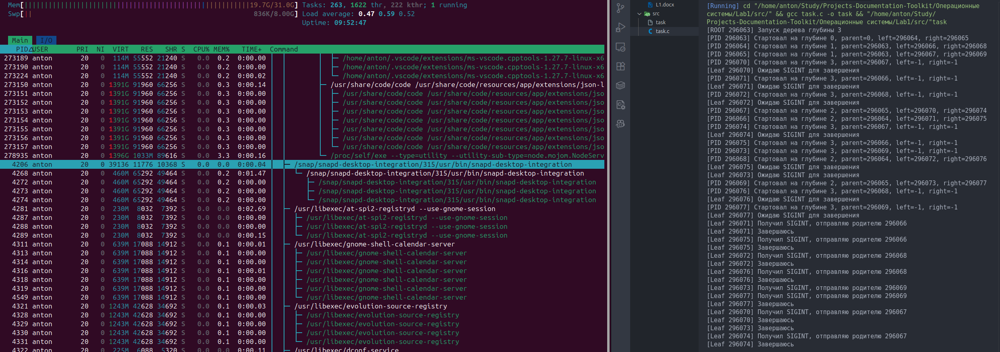 Mem[||||||||||||||||||||||||||||||||||||||||||||||||||||||||19.7G/31.0G] Tasks: 263, 1622 thr, 222 kthr; 1 running
Swp[|| 836K/8.00G] Load average: 0.47 0.59 0.52
Uptime: 09:52:47
Main I/O
PID△USER PRI NI VIRT RES SHR S CPU% MEM% TIME+ Command
273189 anton 20 0 114M 55552 21240 S 0.0 0.2 0:00.00 /home/anton/.vscode/extensions/ms-vscode.cpptools-1.27.7-linux-x6
273190 anton 20 0 114M 55552 21240 S 0.0 0.2 0:00.00 /home/anton/.vscode/extensions/ms-vscode.cpptools-1.27.7-linux-x6
273224 anton 20 0 114M 55552 21240 S 0.0 0.2 0:00.02 /home/anton/.vscode/extensions/ms-vscode.cpptools-1.27.7-linux-x6
273150 anton 20 0 1391G 91960 66256 S 0.0 0.3 0:00.14 /usr/share/code/code /usr/share/code/resources/app/extensions/json-l
273151 anton 20 0 1391G 91960 66256 S 0.0 0.3 0:00.00 /usr/share/code/code /usr/share/code/resources/app/extensions/jso
273152 anton 20 0 1391G 91960 66256 S 0.0 0.3 0:00.00 /usr/share/code/code /usr/share/code/resources/app/extensions/jso
273153 anton 20 0 1391G 91960 66256 S 0.0 0.3 0:00.00 /usr/share/code/code /usr/share/code/resources/app/extensions/jso
273154 anton 20 0 1391G 91960 66256 S 0.0 0.3 0:00.00 /usr/share/code/code /usr/share/code/resources/app/extensions/jso
273155 anton 20 0 1391G 91960 66256 S 0.0 0.3 0:00.00 /usr/share/code/code /usr/share/code/resources/app/extensions/jso
273156 anton 20 0 1391G 91960 66256 S 0.0 0.3 0:00.00 /usr/share/code/code /usr/share/code/resources/app/extensions/jso
273157 anton 20 0 1391G 91960 66256 S 0.0 0.3 0:00.00 /usr/share/code/code /usr/share/code/resources/app/extensions/jso
278935 anton 20 0 1396G 1033M 89616 S 0.0 3.3 0:00.16 /proc/self/exe --type=utility --utility-sub-type=node.mojom.NodeServ
4206 anton 20 0 39136 11776 10368 S 0.0 0.0 0:00.04 /snap/snapd-desktop-integration/315/usr/bin/snapd-desktop-integration
4268 anton 20 0 460M 65292 49464 S 0.0 0.2 0:01.47 /snap/snapd-desktop-integration/315/usr/bin/snapd-desktop-integration
4272 anton 20 0 460M 65292 49464 S 0.0 0.2 0:00.00 /snap/snapd-desktop-integration/315/usr/bin/snapd-desktop-integration
4273 anton 20 0 460M 65292 49464 S 0.0 0.2 0:00.00 /snap/snapd-desktop-integration/315/usr/bin/snapd-desktop-integration
4274 anton 20 0 460M 65292 49464 S 0.0 0.2 0:00.00 /snap/snapd-desktop-integration/315/usr/bin/snapd-desktop-integration
4281 anton 20 0 230M 8032 7392 S 0.0 0.0 0:02.69 /usr/libexec/at-spi2-registryd --use-gnome-session
4287 anton 20 0 230M 8032 7392 S 0.0 0.0 0:00.00 /usr/libexec/at-spi2-registryd --use-gnome-session
4288 anton 20 0 230M 8032 7392 S 0.0 0.0 0:00.00 /usr/libexec/at-spi2-registryd --use-gnome-session
4289 anton 20 0 230M 8032 7392 S 0.0 0.0 0:00.15 /usr/libexec/at-spi2-registryd --use-gnome-session
4311 anton 20 0 639M 17088 14912 S 0.0 0.1 0:00.01 /usr/libexec/gnome-shell-calendar-server
4313 anton 20 0 639M 17088 14912 S 0.0 0.1 0:00.00 /usr/libexec/gnome-shell-calendar-server
4314 anton 20 0 639M 17088 14912 S 0.0 0.1 0:00.00 /usr/libexec/gnome-shell-calendar-server
4316 anton 20 0 639M 17088 14912 S 0.0 0.1 0:00.01 /usr/libexec/gnome-shell-calendar-server
4318 anton 20 0 639M 17088 14912 S 0.0 0.1 0:00.00 /usr/libexec/gnome-shell-calendar-server
4319 anton 20 0 639M 17088 14912 S 0.0 0.1 0:00.00 /usr/libexec/gnome-shell-calendar-server
4549 anton 20 0 639M 17088 14912 S 0.0 0.1 0:00.00 /usr/libexec/gnome-shell-calendar-server
4321 anton 20 0 1243M 42628 34692 S 0.0 0.1 0:00.03 /usr/libexec/evolution-source-registry
4328 anton 20 0 1243M 42628 34692 S 0.0 0.1 0:00.00 /usr/libexec/evolution-source-registry
4329 anton 20 0 1243M 42628 34692 S 0.0 0.1 0:00.00 /usr/libexec/evolution-source-registry
4330 anton 20 0 1243M 42628 34692 S 0.0 0.1 0:00.00 /usr/libexec/evolution-source-registry
4331 anton 20 0 1243M 42628 34692 S 0.0 0.1 0:00.00 /usr/libexec/evolution-source-registry
4322 anton 20 0 225M 6088 5320 S 0.0 0.0 0:00.11 /usr/libexec/dconf-service
L1.docx
src
task
task.c
[Running] cd "/home/anton/Study/Projects-Documentation-Toolkit/Операционные
системы/Lab1/src/" && gcc task.c -o task && "/home/anton/Study/
Projects-Documentation-Toolkit/Операционные системы/Lab1/src/"task
[ROOT 296063] Запуск дерева глубины 3
[PID 296063] Стартовал на глубине 0, parent=0, left=296064, right=296065
[PID 296064] Стартовал на глубине 1, parent=296063, left=296066, right=296068
[PID 296065] Стартовал на глубине 1, parent=296063, left=296067, right=296069
[PID 296070] Стартовал на глубине 3, parent=296067, left=-1, right=-1
[Leaf 296070] Ожидаю SIGINT для завершения
[PID 296071] Стартовал на глубине 3, parent=296066, left=-1, right=-1
[Leaf 296071] Ожидаю SIGINT для завершения
[PID 296072] Стартовал на глубине 3, parent=296068, left=-1, right=-1
[Leaf 296072] Ожидаю SIGINT для завершения
[PID 296067] Стартовал на глубине 2, parent=296065, left=296070, right=296074
[PID 296066] Стартовал на глубине 2, parent=296064, left=296071, right=296075
[PID 296074] Стартовал на глубине 3, parent=296067, left=-1, right=-1
[Leaf 296074] Ожидаю SIGINT для завершения
[PID 296075] Стартовал на глубине 3, parent=296066, left=-1, right=-1
[PID 296073] Стартовал на глубине 3, parent=296069, left=-1, right=-1
[PID 296068] Стартовал на глубине 2, parent=296064, left=296072, right=296076
[Leaf 296075] Ожидаю SIGINT для завершения
[Leaf 296073] Ожидаю SIGINT для завершения
[PID 296069] Стартовал на глубине 2, parent=296065, left=296073, right=296077
[PID 296076] Стартовал на глубине 3, parent=296068, left=-1, right=-1
[Leaf 296076] Ожидаю SIGINT для завершения
[PID 296077] Стартовал на глубине 3, parent=296069, left=-1, right=-1
[Leaf 296077] Ожидаю SIGINT для завершения
[Leaf 296071] Получил SIGINT, отправляю родителю 296066
[Leaf 296071] Завершаюсь
[Leaf 296075] Получил SIGINT, отправляю родителю 296066
[Leaf 296075] Завершаюсь
[Leaf 296072] Получил SIGINT, отправляю родителю 296068
[Leaf 296072] Завершаюсь
[Leaf 296076] Получил SIGINT, отправляю родителю 296068
[Leaf 296076] Завершаюсь
[Leaf 296073] Получил SIGINT, отправляю родителю 296069
[Leaf 296077] Получил SIGINT, отправляю родителю 296069
[Leaf 296077] Завершаюсь
[Leaf 296070] Получил SIGINT, отправляю родителю 296067
[Leaf 296070] Завершаюсь
[Leaf 296073] Завершаюсь
[Leaf 296074] Получил SIGINT, отправляю родителю 296067
[Leaf 296074] Завершаюсь